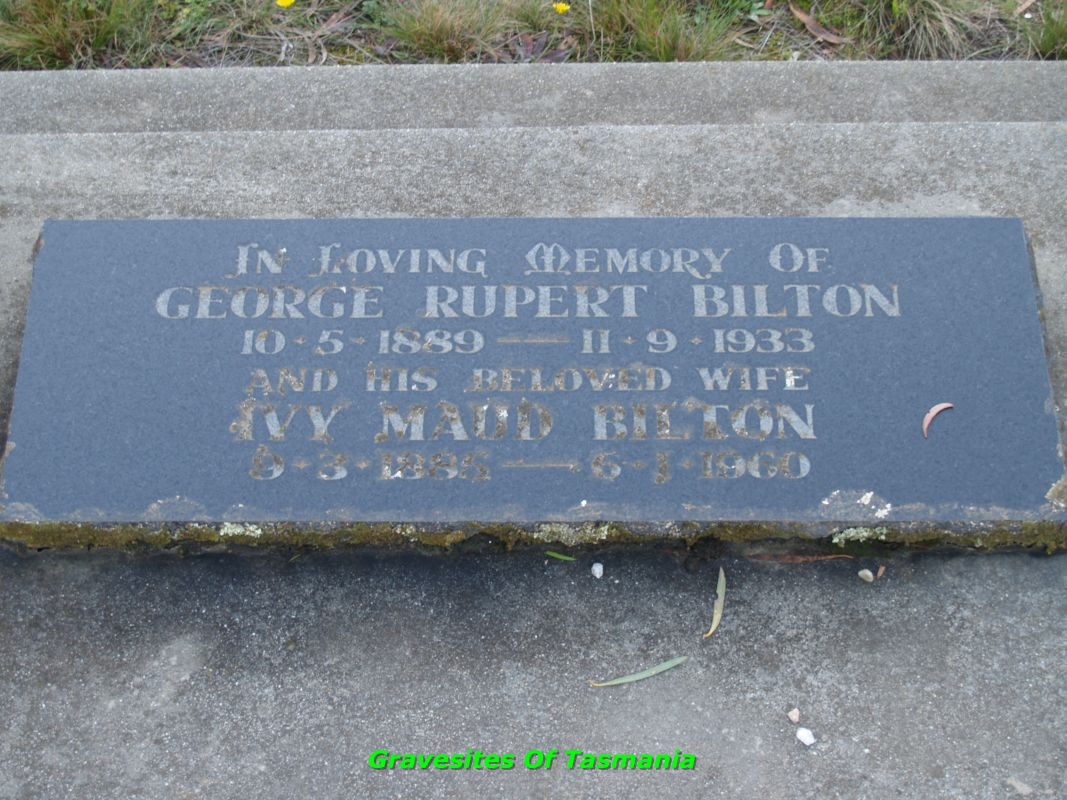 In Loving Memory Of
GEORGE RUPERT BILTON
10 · 5 · 1889 — 11 · 9 · 1933
AND HIS BELOVED WIFE
IVY MAUD BILTON
9 · 3 · 1885 — 6 · 1 · 1960
Gravesites Of Tasmania